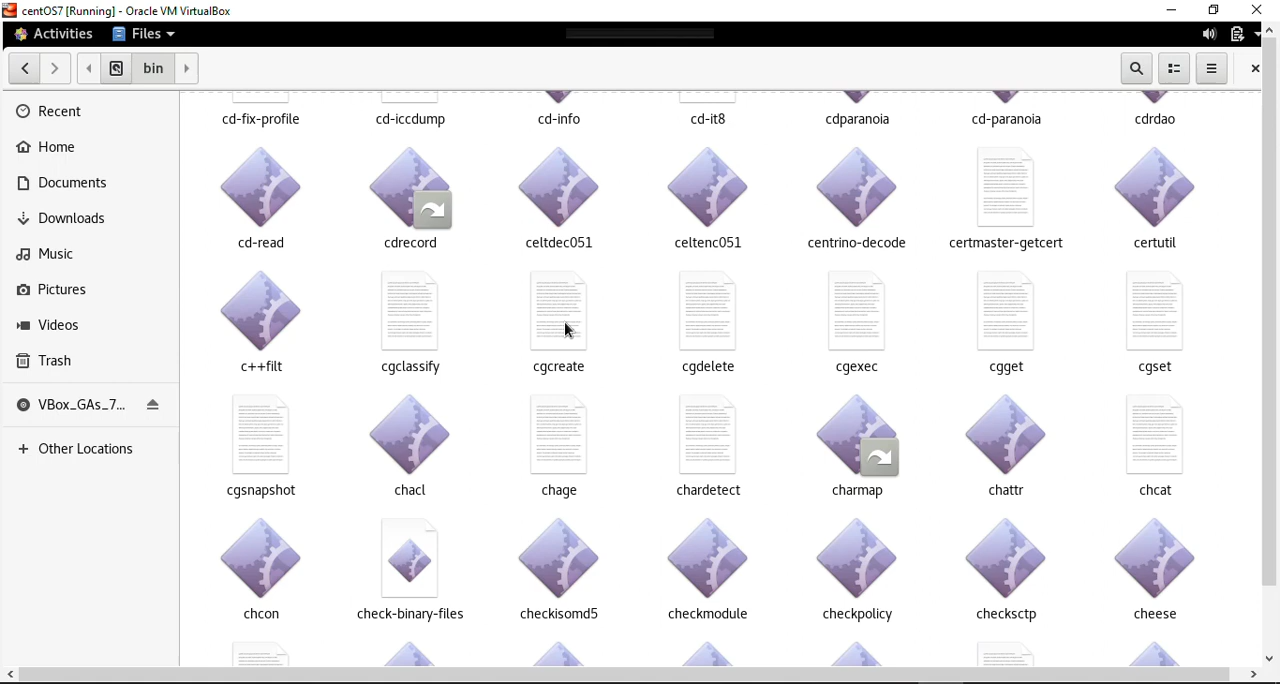 centOS7 [Running] - Oracle VM VirtualBox
Activities Files
bin
Recent
Home
Documents
Downloads
Music
Pictures
Videos
Trash
VBox_GAs_7...
Other Locations
cd-fix-profile cd-iccdump cd-info cd-it8 cdparanoia cd-paranoia cdrdao
cd-read cdrecord celtdec051 celtenc051 centrino-decode certmaster-getcert certutil
c++filt cgclassify cgcreate cgdelete cgexec cgget cgset
cgsnapshot chacl chage chardetect charmap chattr chcat
chcon check-binary-files checkisomd5 checkmodule checkpolicy checksctp cheese